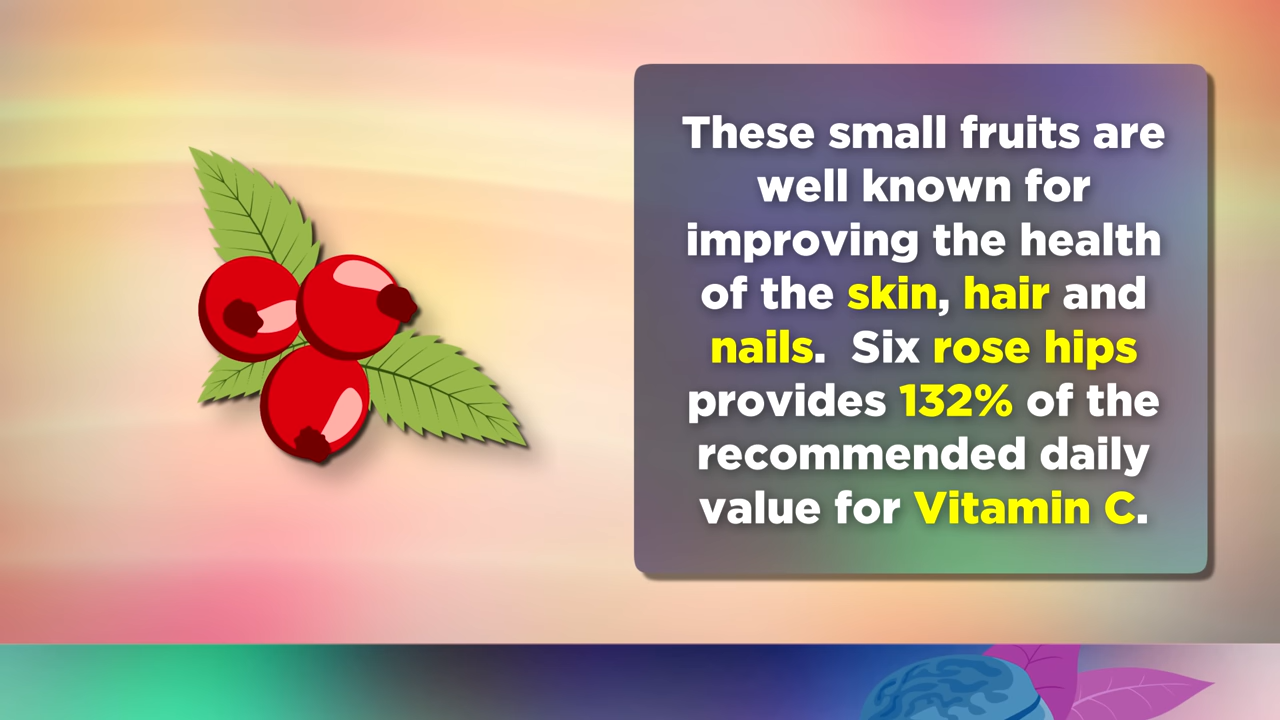 These small fruits are
well known for
improving the health
of the skin, hair and
nails.  Six rose hips
provides 132% of the
recommended daily
value for Vitamin C.